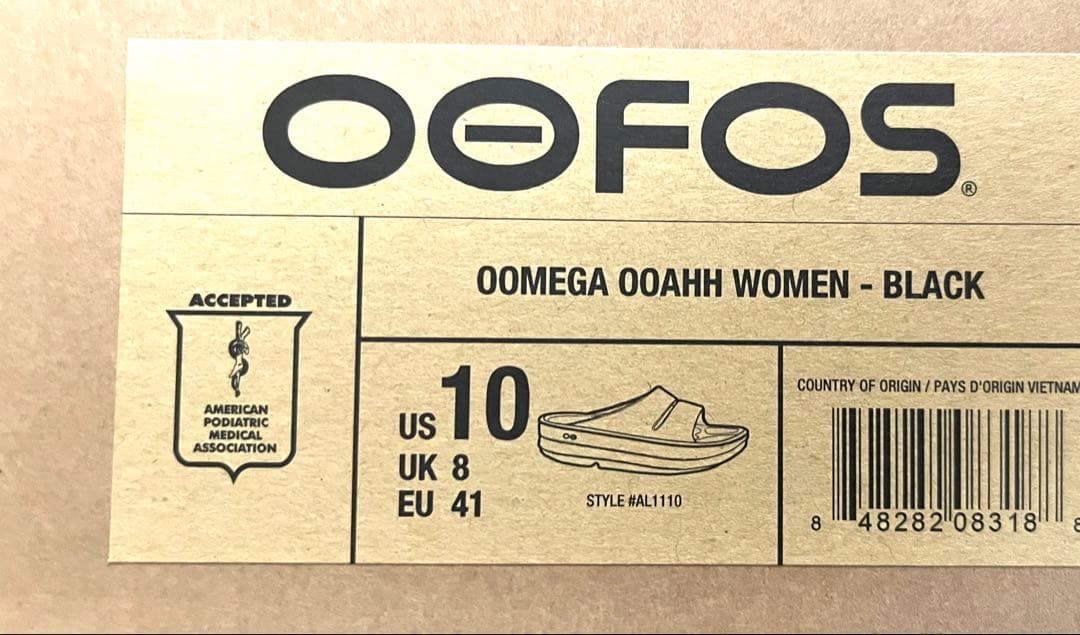 OOFOS®
OOMEGA OOAHH WOMEN - BLACK
ACCEPTED
AMERICAN
PODIATRIC
MEDICAL
ASSOCIATION
US 10
UK 8
EU 41
STYLE #AL1110
COUNTRY OF ORIGIN / PAYS D'ORIGIN VIETNAM
8 48282 08318 8